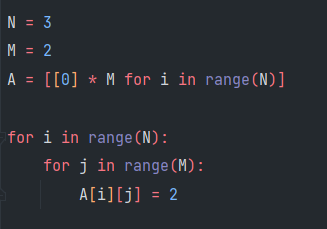 N = 3
M = 2
A = [[0] * M for i in range(N)]
for i in range(N):
    for j in range(M):
        A[i][j] = 2